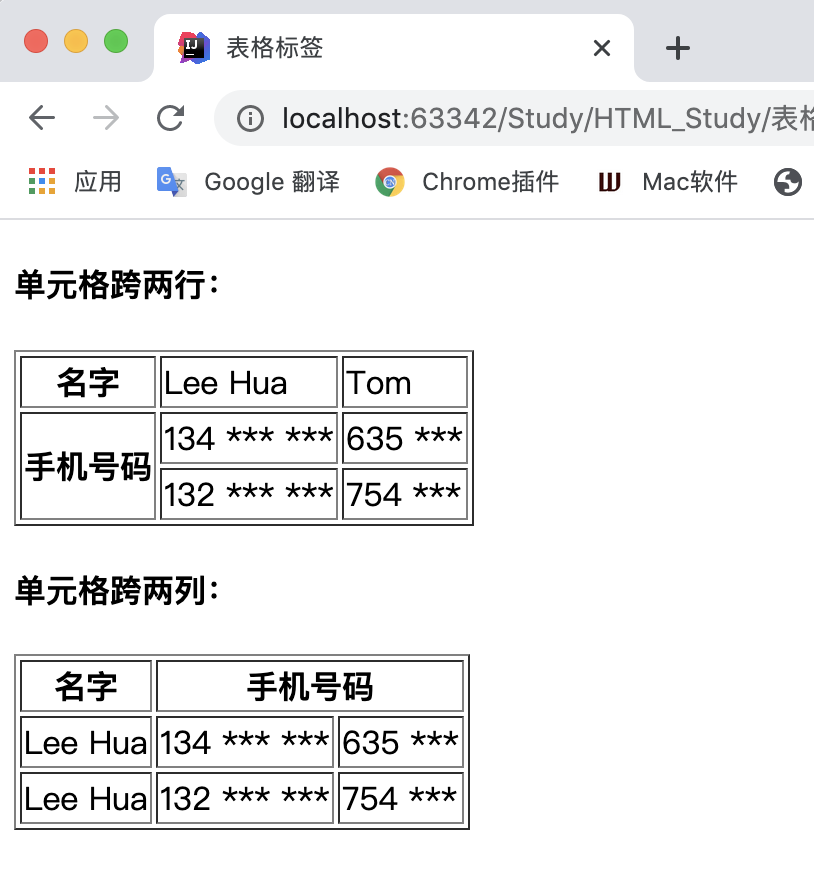 表格标签
localhost:63342/Study/HTML_Study/表格
应用 Google 翻译 Chrome插件 Mac软件
单元格跨两行：
名字 Lee Hua Tom
手机号码 134 *** *** 635 ***
132 *** *** 754 ***
单元格跨两列：
名字 手机号码
Lee Hua 134 *** *** 635 ***
Lee Hua 132 *** *** 754 ***